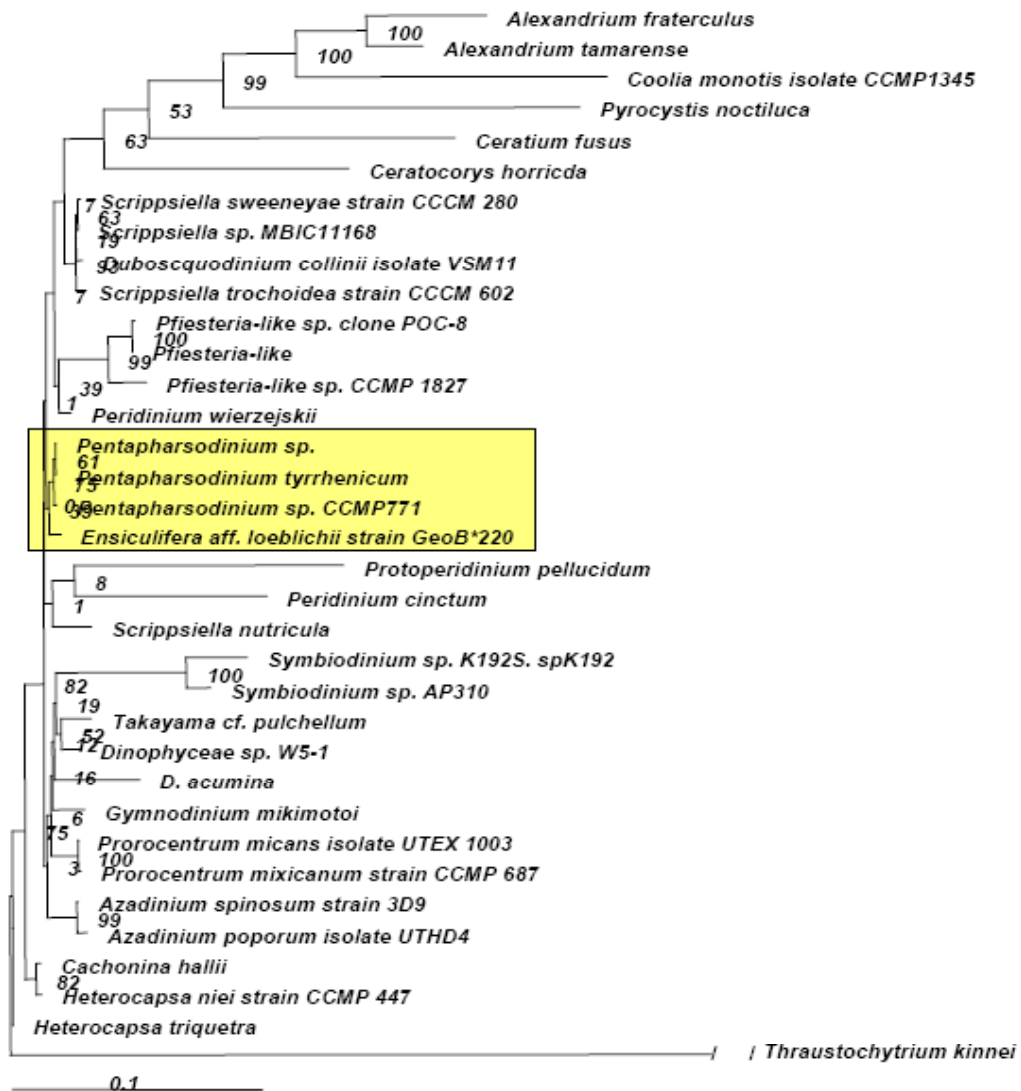 Alexandrium fraterculus
100
Alexandrium tamarense
100
Coolia monotis isolate CCMP1345
99
Pyrocystis noctiluca
53
Ceratium fusus
63
Ceratocorys horricda
7 Scrippsiella sweeneyae strain CCCM 280
63
Scrippsiella sp. MBIC11168
19
Duboscquodinium collinii isolate VSM11
93
7 Scrippsiella trochoidea strain CCCM 602
Pfiesteria-like sp. clone POC-8
100
99 Pfiesteria-like
39 Pfiesteria-like sp. CCMP 1827
1
Peridinium wierzejskii
Pentapharsodinium sp.
61
Pentapharsodinium tyrrhenicum
75
Pentapharsodinium sp. CCMP771
Ensiculifera aff. loeblichii strain GeoB*220
Protoperidinium pellucidum
8
Peridinium cinctum
1
Scrippsiella nutricula
Symbiodinium sp. K192S. spK192
100
82
Symbiodinium sp. AP310
19
Takayama cf. pulchellum
52
12 Dinophyceae sp. W5-1
16 D. acumina
Gymnodinium mikimotoi
6
75
Prorocentrum micans isolate UTEX 1003
100
3 Prorocentrum mixicanum strain CCMP 687
Azadinium spinosum strain 3D9
99
Azadinium poporum isolate UTHD4
Cachonina hallii
82
Heterocapsa niei strain CCMP 447
Heterocapsa triquetra
/ / Thraustochytrium kinnei
0.1